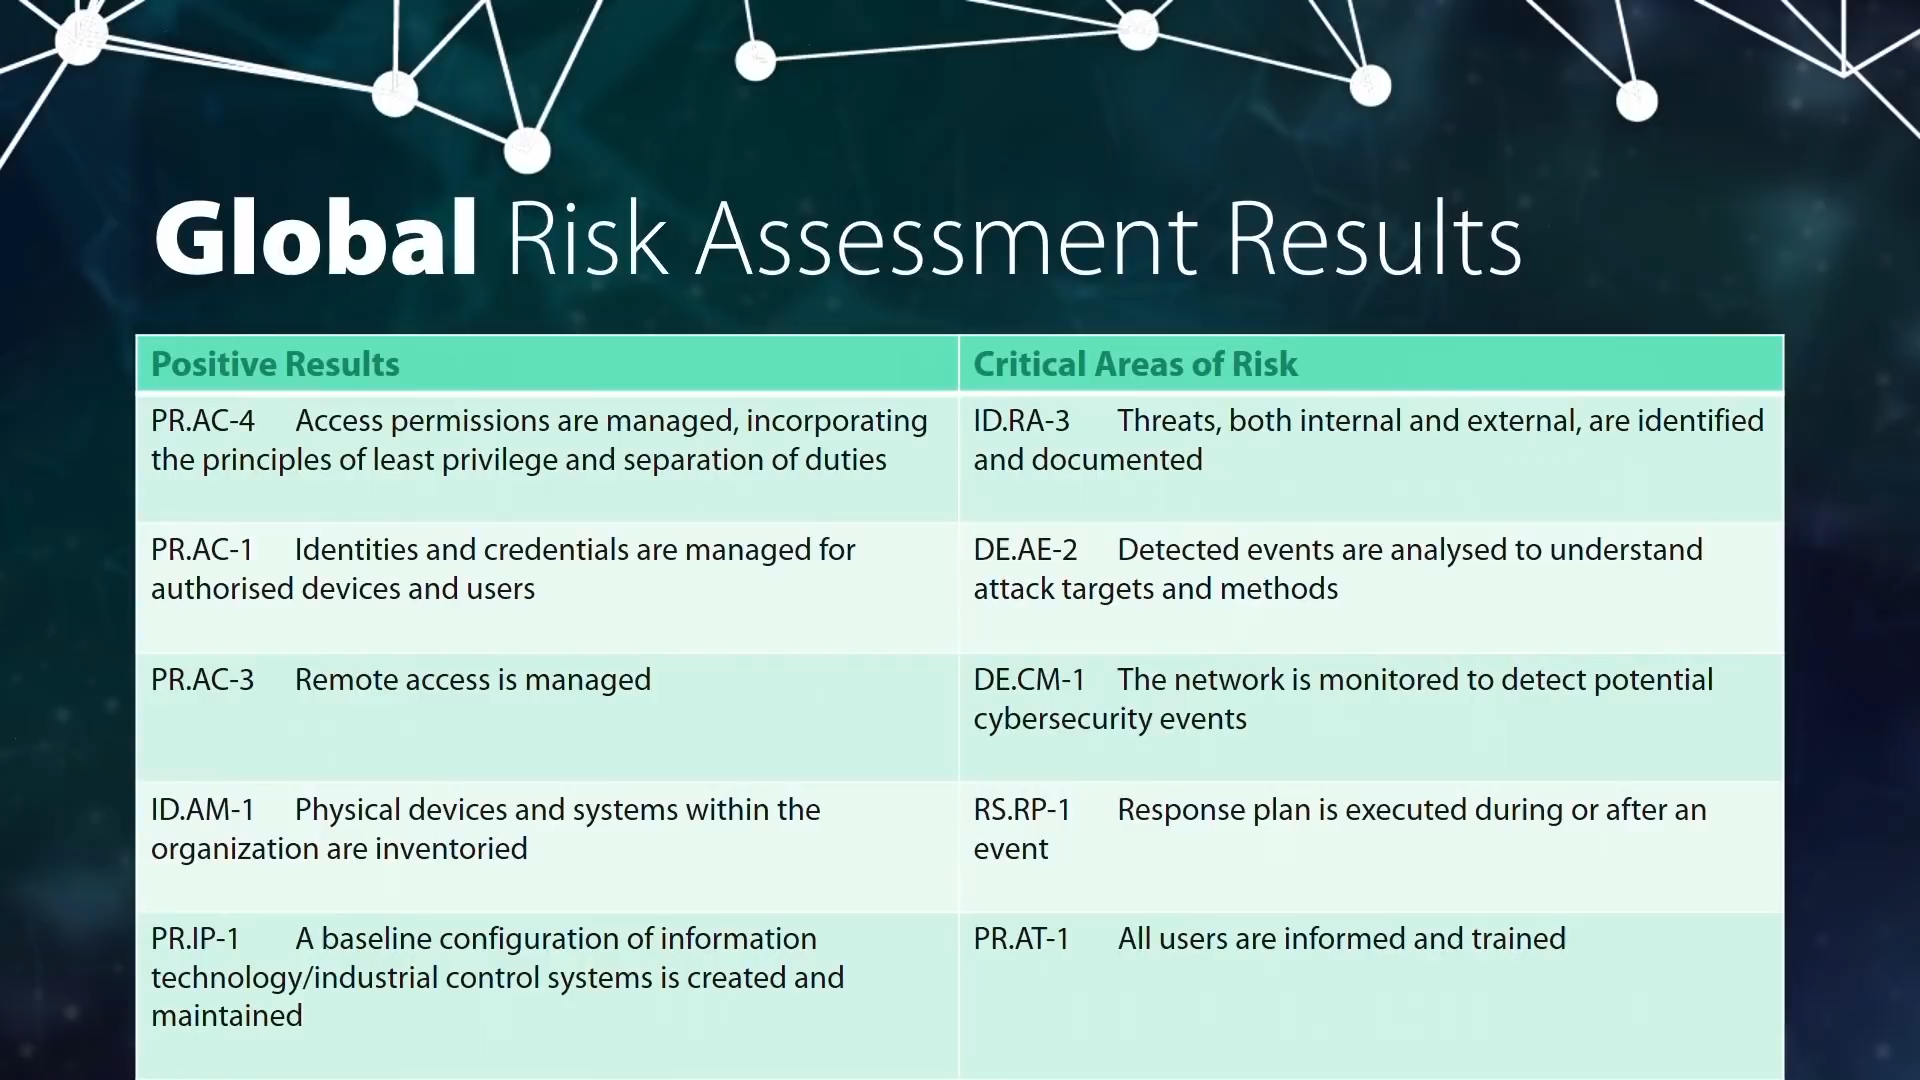 Global Risk Assessment Results
Positive Results
Critical Areas of Risk
PR.AC-4 Access permissions are managed, incorporating
the principles of least privilege and separation of duties
ID.RA-3 Threats, both internal and external, are identified
and documented
PR.AC-1 Identities and credentials are managed for
authorised devices and users
DE.AE-2 Detected events are analysed to understand
attack targets and methods
PR.AC-3 Remote access is managed
DE.CM-1 The network is monitored to detect potential
cybersecurity events
ID.AM-1 Physical devices and systems within the
organization are inventoried
RS.RP-1 Response plan is executed during or after an
event
PR.IP-1 A baseline configuration of information
technology/industrial control systems is created and
maintained
PR.AT-1 All users are informed and trained